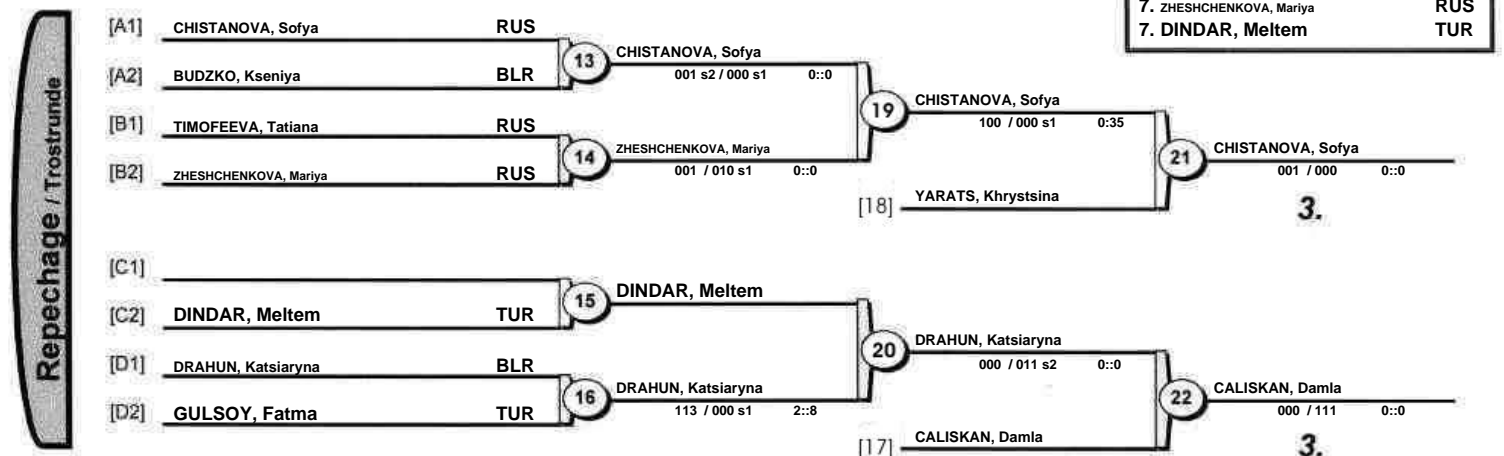 7. ZHESHCHENKOVA, Mariya RUS
7. DINDAR, Meltem TUR
Repechage / Trostrunde
[A1] CHISTANOVA, Sofya RUS
[A2] BUDZKO, Kseniya BLR
13 CHISTANOVA, Sofya
001 s2 / 000 s1 0::0
[B1] TIMOFEEVA, Tatiana RUS
[B2] ZHESHCHENKOVA, Mariya RUS
14 ZHESHCHENKOVA, Mariya
001 / 010 s1 0::0
19 CHISTANOVA, Sofya
100 / 000 s1 0:35
[18] YARATS, Khrystsina
21 CHISTANOVA, Sofya
001 / 000 0::0
3.
[C1]
[C2] DINDAR, Meltem TUR
15 DINDAR, Meltem
[D1] DRAHUN, Katsiaryna BLR
[D2] GULSOY, Fatma TUR
16 DRAHUN, Katsiaryna
113 / 000 s1 2::8
20 DRAHUN, Katsiaryna
000 / 011 s2 0::0
[17] CALISKAN, Damla
22 CALISKAN, Damla
000 / 111 0::0
3.